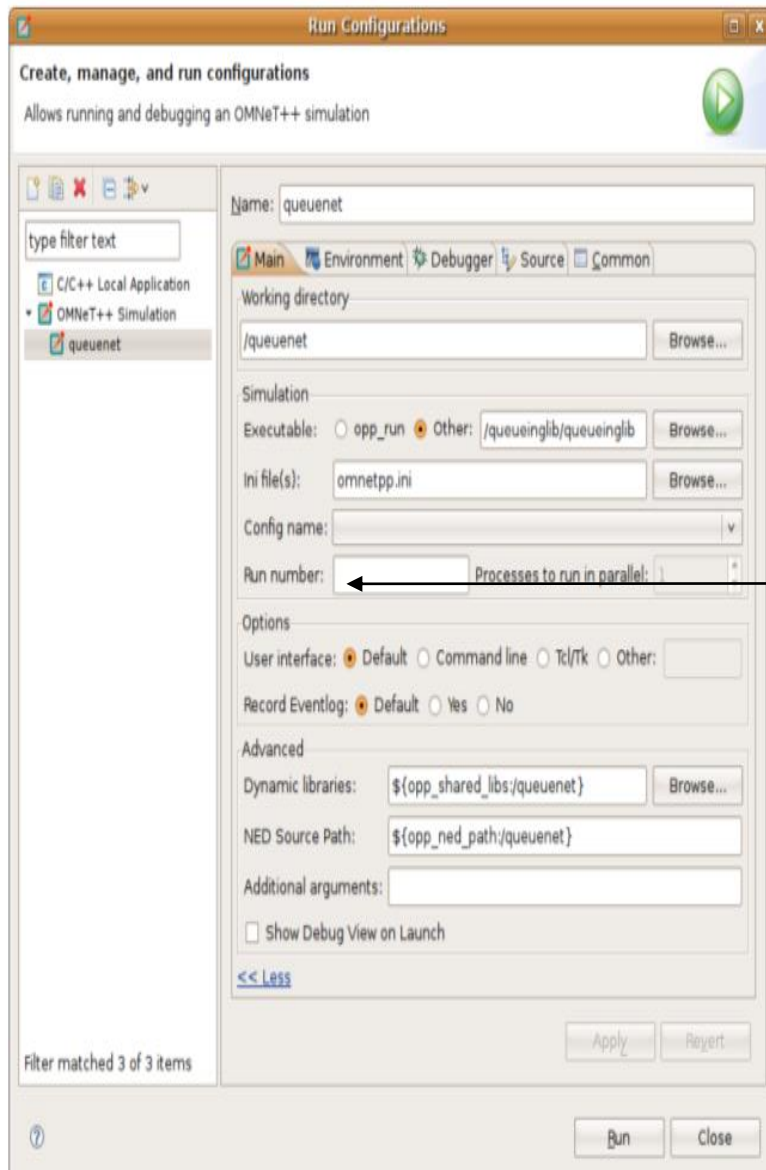 Run Configurations
Create, manage, and run configurations
Allows running and debugging an OMNeT++ simulation
type filter text
C/C++ Local Application
OMNeT++ Simulation
queuenet
Filter matched 3 of 3 items
Name: queuenet
Main Environment Debugger Source Common
Working directory
/queuenet Browse...
Simulation
Executable: opp_run Other: /queueinglib/queueinglib Browse...
Ini file(s): omnetpp.ini Browse...
Config name:
Run number: Processes to run in parallel: 1
Options
User interface: Default Command line Tcl/Tk Other:
Record Eventlog: Default Yes No
Advanced
Dynamic libraries: ${opp_shared_libs:/queuenet} Browse...
NED Source Path: ${opp_ned_path:/queuenet}
Additional arguments:
Show Debug View on Launch
<< Less
Apply Revert
? Run Close